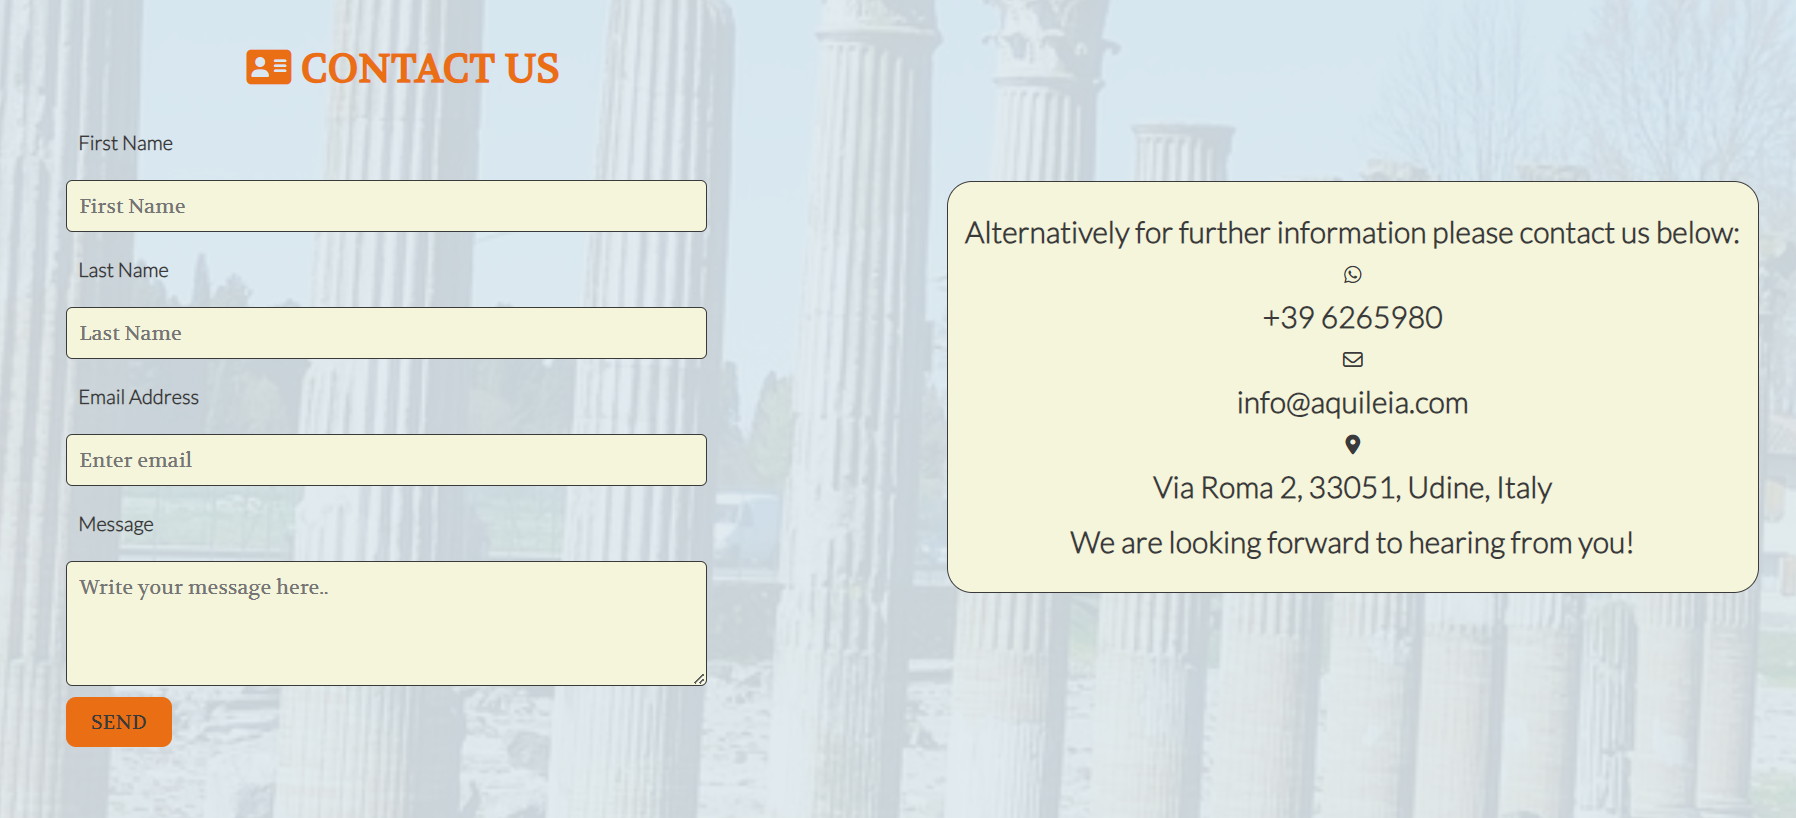 CONTACT US
First Name
First Name
Last Name
Last Name
Email Address
Enter email
Message
Write your message here..
SEND
Alternatively for further information please contact us below:
+39 6265980
info@aquileia.com
Via Roma 2, 33051, Udine, Italy
We are looking forward to hearing from you!